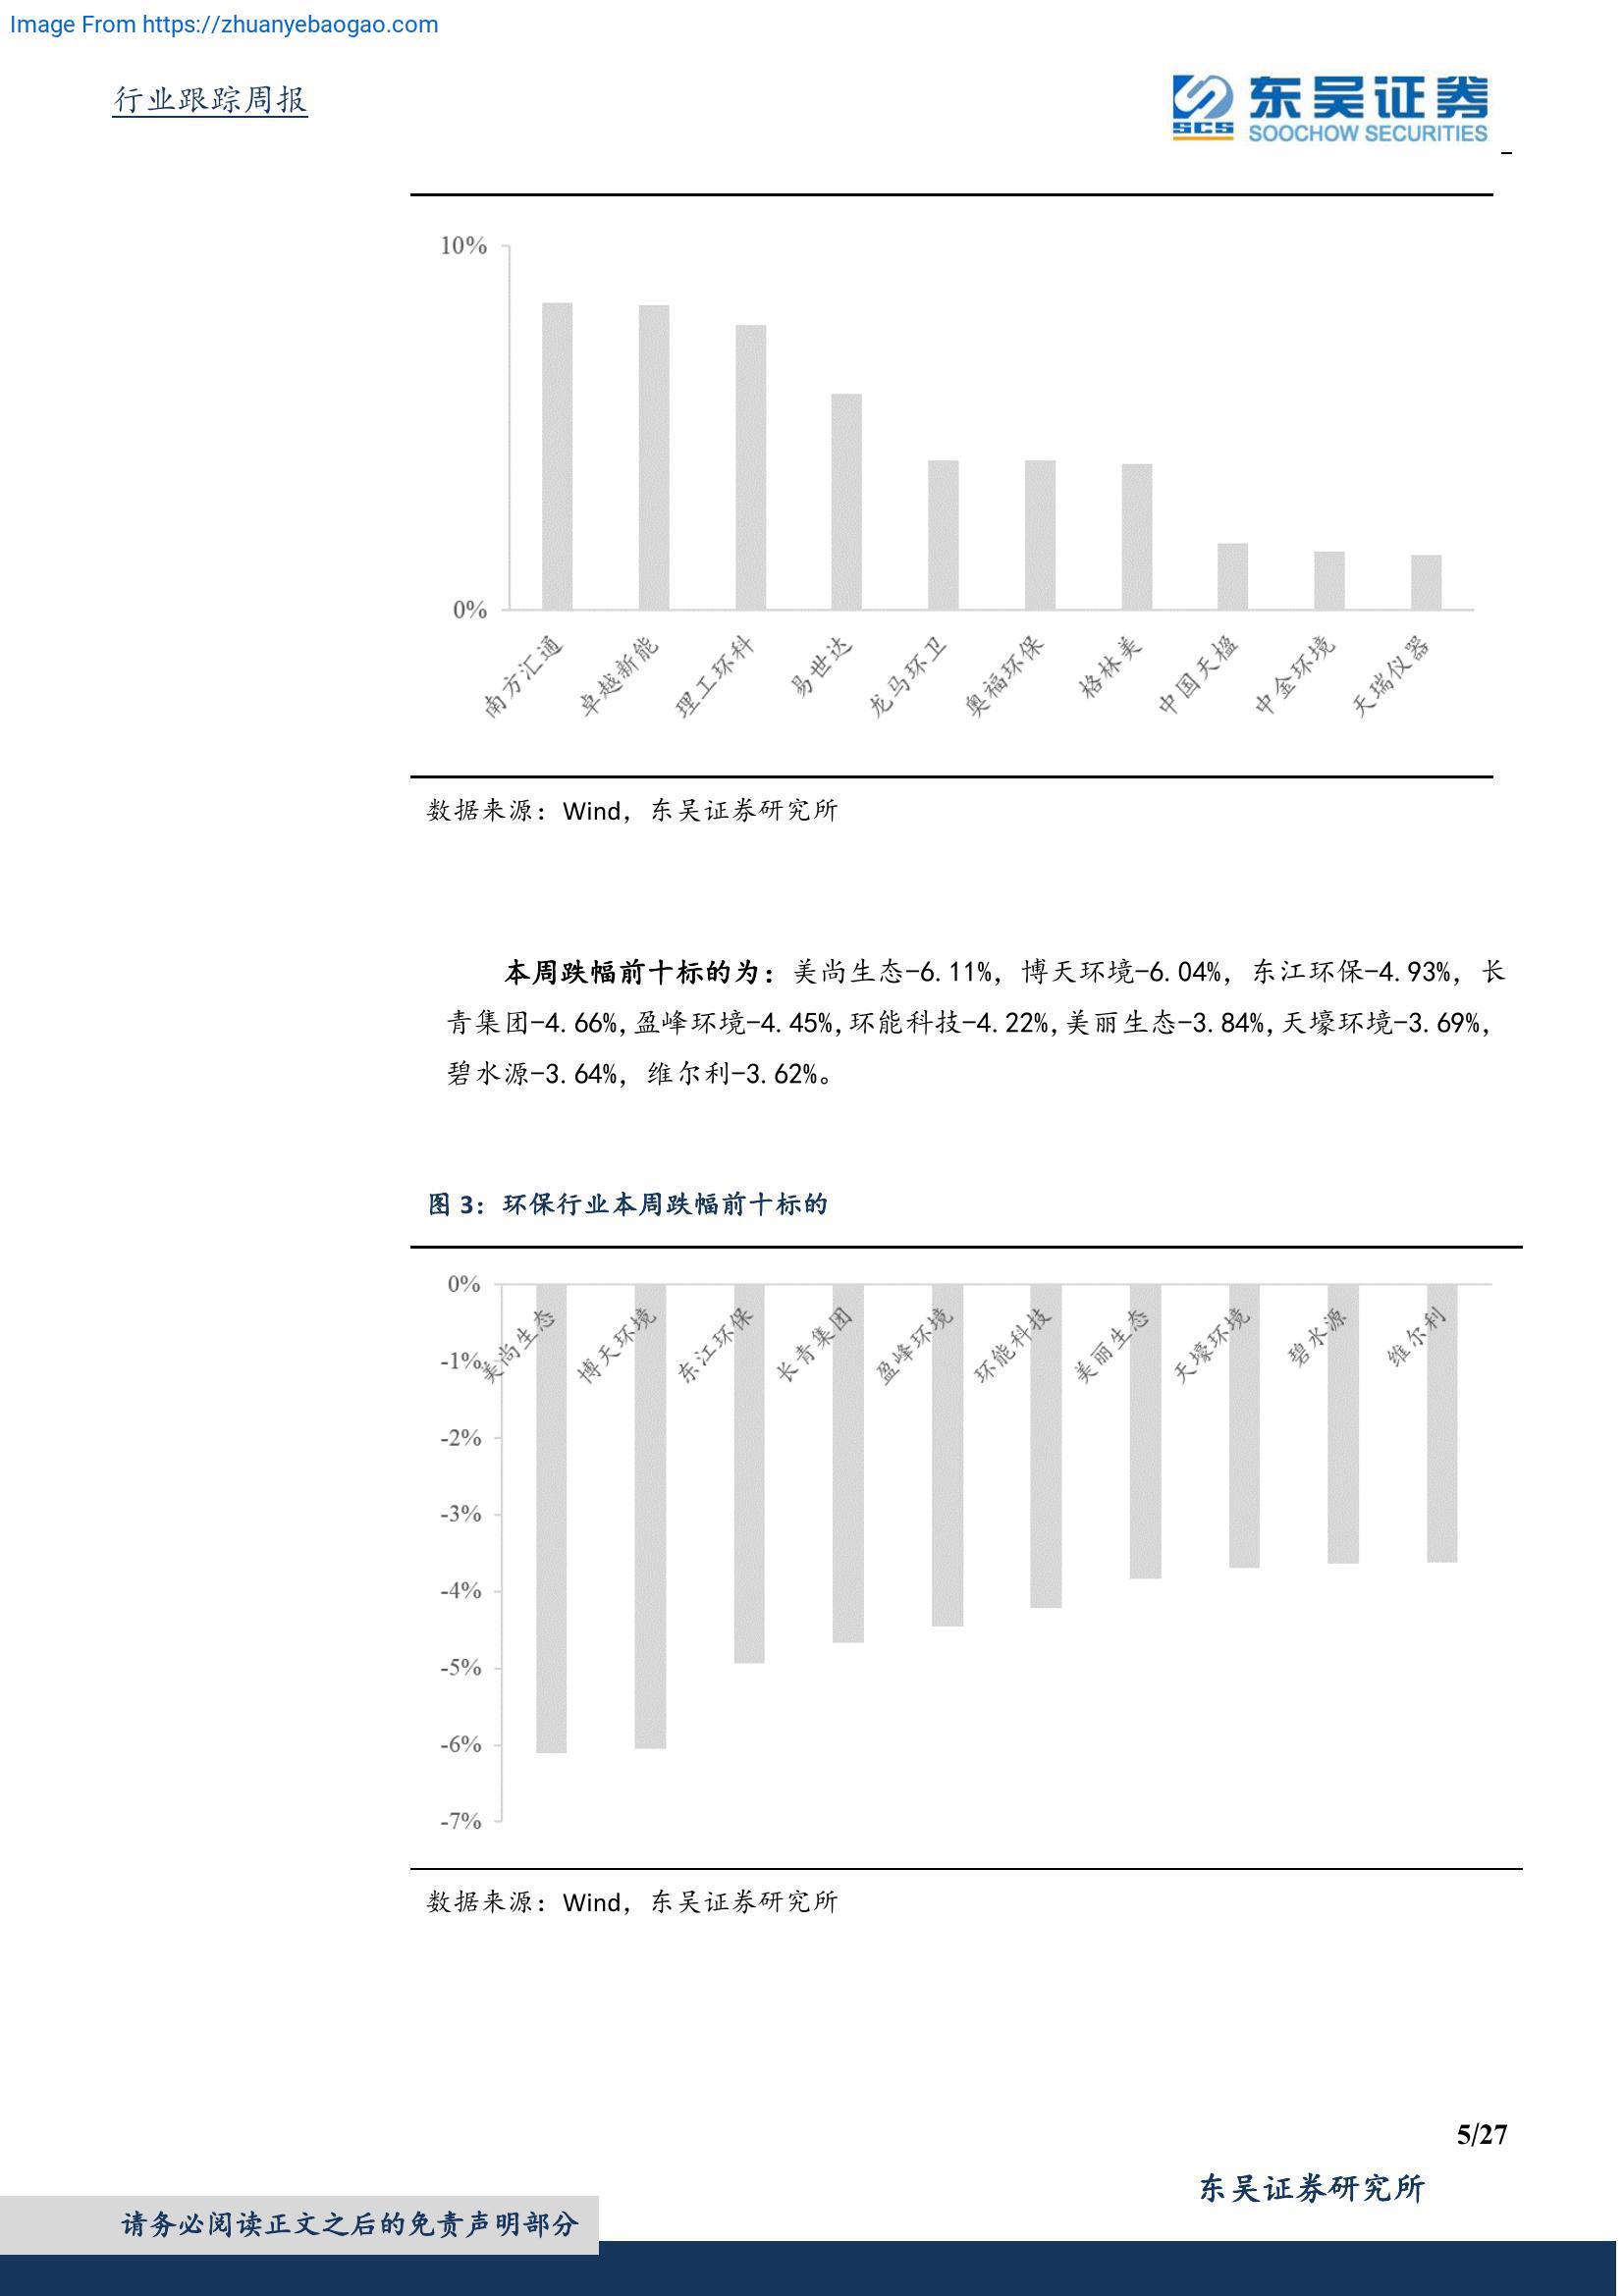 Image From https://zhuanyebaogao.com
行业跟踪周报
东吴证券
SCS
SOOCHOW SECURITIES
10%
0%
南方汇通
卓越新能
理工环科
易世达
龙马环卫
奥福环保
格林美
中国天楹
中金环境
天瑞仪器
数据来源：Wind，东吴证券研究所
本周跌幅前十标的为：美尚生态-6.11%，博天环境-6.04%，东江环保-4.93%，长
青集团-4.66%,盈峰环境-4.45%,环能科技-4.22%,美丽生态-3.84%,天壕环境-3.69%,
碧水源-3.64%，维尔利-3.62%。
图 3：环保行业本周跌幅前十标的
0%
-1%
-2%
-3%
-4%
-5%
-6%
-7%
美尚生态
博天环境
东江环保
长青集团
盈峰环境
环能科技
美丽生态
天壕环境
碧水源
维尔利
数据来源：Wind，东吴证券研究所
5/27
东吴证券研究所
请务必阅读正文之后的免责声明部分